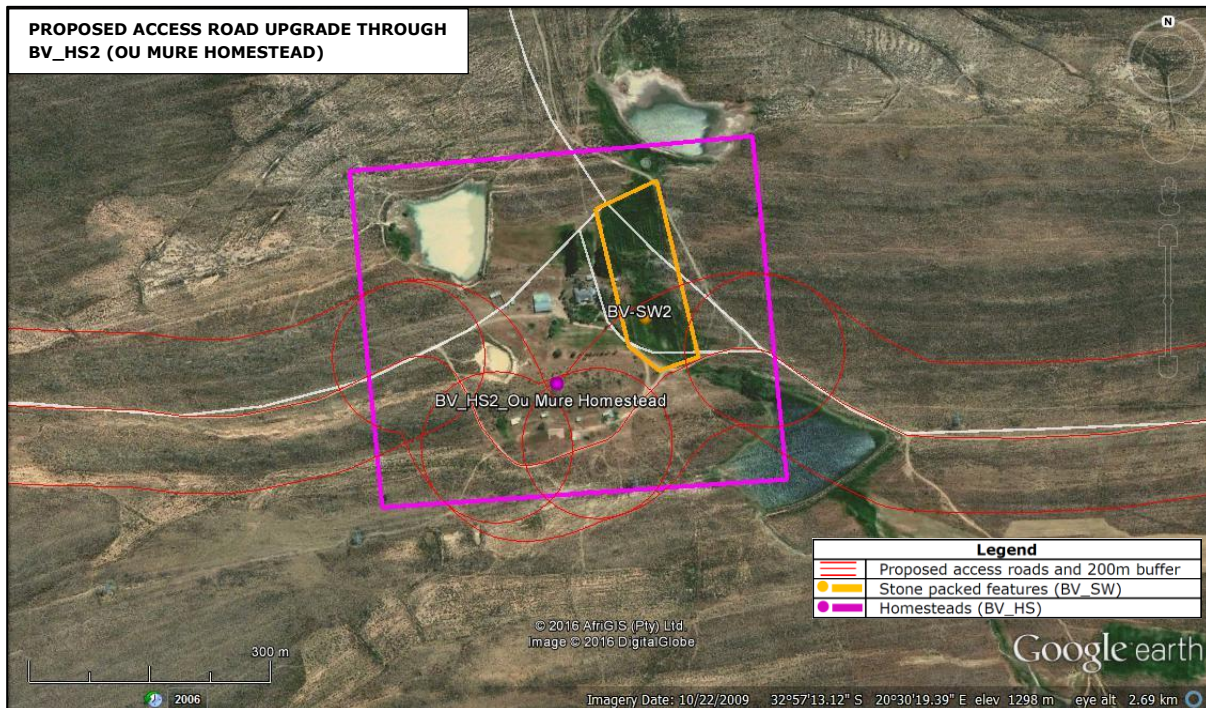 PROPOSED ACCESS ROAD UPGRADE THROUGH
BV_HS2 (OU MURE HOMESTEAD)
N
BV-SW2
BV_HS2_Ou Mure Homestead
Legend
Proposed access roads and 200m buffer
Stone packed features (BV_SW)
Homesteads (BV_HS)
© 2016 AfriGIS (Pty) Ltd.
Image © 2016 DigitalGlobe
Google earth
300 m
2006
Imagery Date: 10/22/2009 32°57'13.12" S 20°30'19.39" E elev 1298 m eye alt 2.69 km